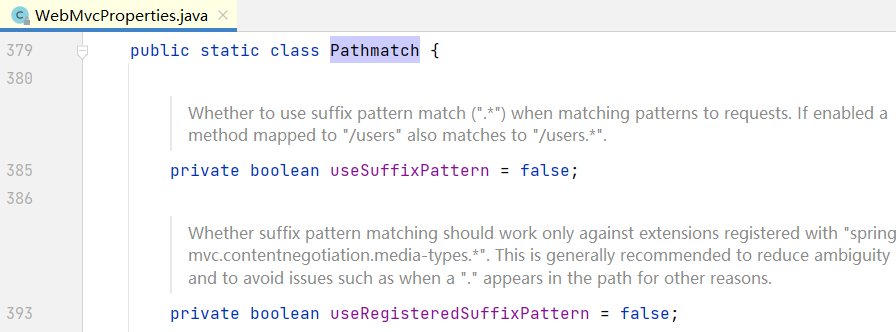 WebMvcProperties.java
379 public static class Pathmatch {
380
Whether to use suffix pattern match (".*") when matching patterns to requests. If enabled a
method mapped to "/users" also matches to "/users.*".
385 private boolean useSuffixPattern = false;
386
Whether suffix pattern matching should work only against extensions registered with "spring
mvc.contentnegotiation.media-types.*". This is generally recommended to reduce ambiguity
and to avoid issues such as when a "." appears in the path for other reasons.
393 private boolean useRegisteredSuffixPattern = false;